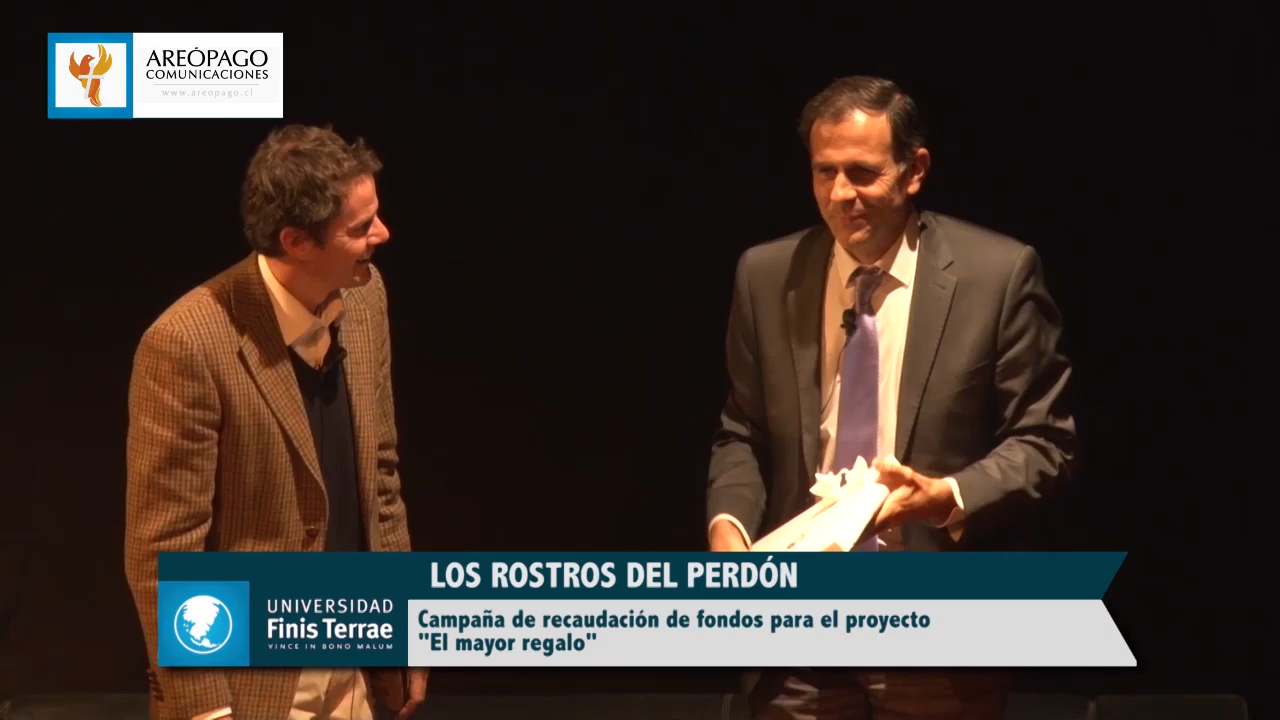 AREÓPAGO
COMUNICACIONES
www.areopago.cl
LOS ROSTROS DEL PERDÓN
UNIVERSIDAD
Finis Terrae
VINCE IN BONO MALUM
Campaña de recaudación de fondos para el proyecto
"El mayor regalo"